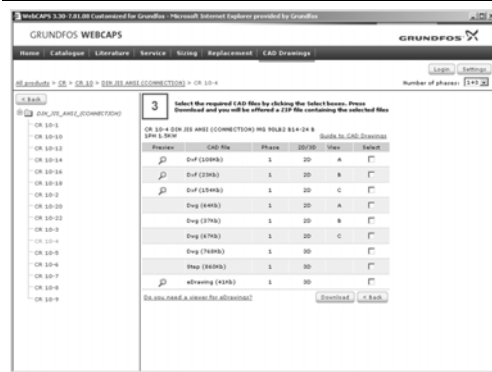 WebCAPS 3.30-7.01.08 Customized for Grundfos - Microsoft Internet Explorer provided by Grundfos
GRUNDFOS WEBCAPS
GRUNDFOS
Home Catalogue Literature Service Sizing Replacement CAD Drawings
Login Settings
All products > CR > CR 10 > DIN_JIS_ANSI_(CONNECTION) > CR 10-4
Number of phases:
< Back
DIN_JIS_ANSI_(CONNECTION)
CR 10-1
CR 10-10
CR 10-12
CR 10-14
CR 10-16
CR 10-18
CR 10-2
CR 10-20
CR 10-22
CR 10-3
CR 10-4
CR 10-5
CR 10-6
CR 10-7
CR 10-8
CR 10-9
3
Select the required CAD files by clicking the Select boxes. Press
Download and you will be offered a ZIP file containing the selected files
CR 10-4 DIN JIS ANSI (CONNECTION) MG 90LB2 B14-24 B
1PH 1.5KW
Guide to CAD Drawings
Preview CAD file Phase 2D/3D View Select
Dxf (108Kb) 1 2D A
Dxf (23Kb) 1 2D B
Dxf (154Kb) 1 2D C
Dwg (64Kb) 1 2D A
Dwg (37Kb) 1 2D B
Dwg (67Kb) 1 2D C
Dwg (768Kb) 1 3D
Step (860Kb) 1 3D
eDrawing (41Kb) 1 3D
Do you need a viewer for eDrawings?
Download < Back